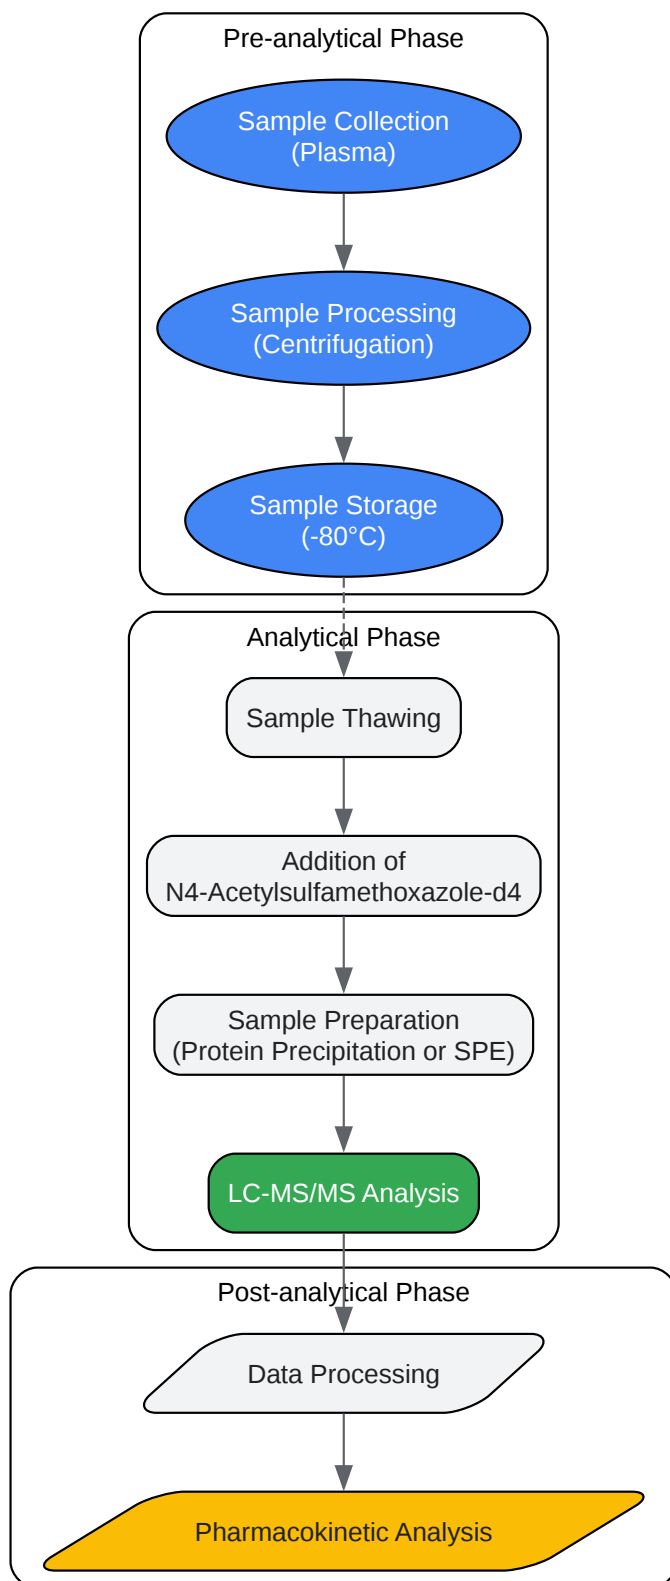 Pre-analytical Phase
Sample Collection
(Plasma)
Sample Processing
(Centrifugation)
Sample Storage
(-80°C)
Analytical Phase
Sample Thawing
Addition of
N4-Acetylsulfamethoxazole-d4
Sample Preparation
(Protein Precipitation or SPE)
LC-MS/MS Analysis
Post-analytical Phase
Data Processing
Pharmacokinetic Analysis